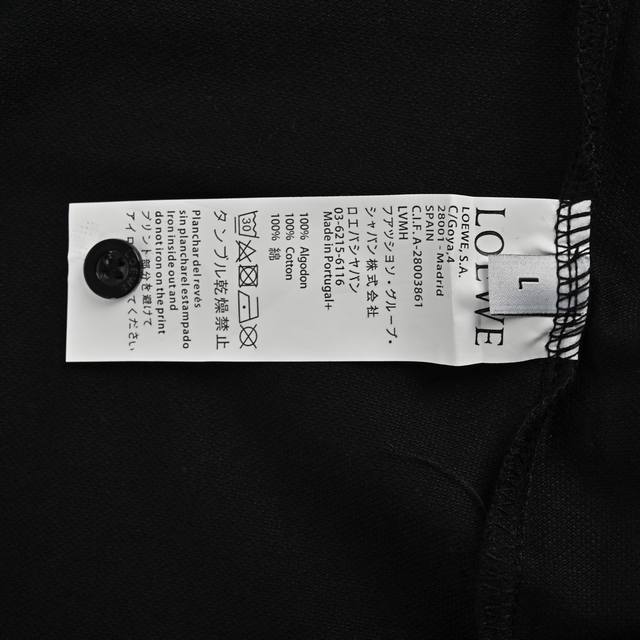 LOEWE
L
LOEWE, S.A.
C/Goya,4
28001 - Madrid
SPAIN
C.I.F. A-28003861
LVMH
ファッション・グループ・
ジャパン株式会社
ロエベジャパン
03-6215-6116
Made in Portugal+
100% Algodon
100% Cotton
100% 綿
30
タンブル乾燥禁止
Planchar del revés
sin planchar el estampado
Iron inside out and
do not iron on the print
プリント部分を避けて
アイロ てください